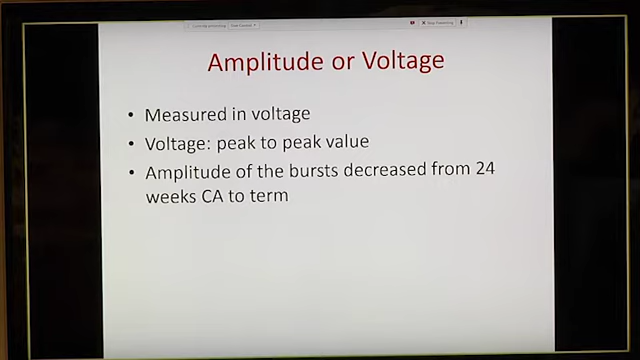 Amplitude or Voltage
• Measured in voltage
• Voltage: peak to peak value
• Amplitude of the bursts decreased from 24
weeks CA to term